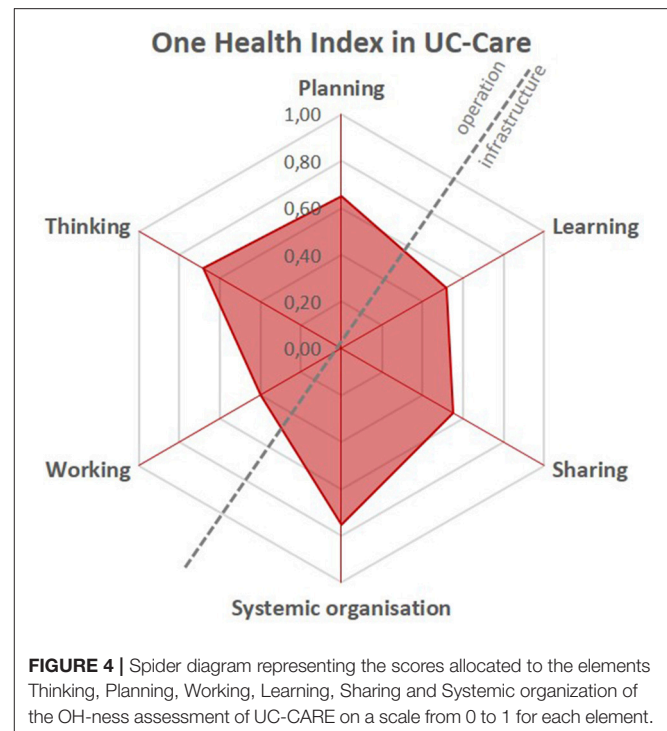 One Health Index in UC-Care
Planning
operation
infrastructure
1,00
0,80
0,60
0,40
0,20
0,00
Thinking
Learning
Working
Sharing
Systemic organisation
FIGURE 4 | Spider diagram representing the scores allocated to the elements
Thinking, Planning, Working, Learning, Sharing and Systemic organization of
the OH-ness assessment of UC-CARE on a scale from 0 to 1 for each element.